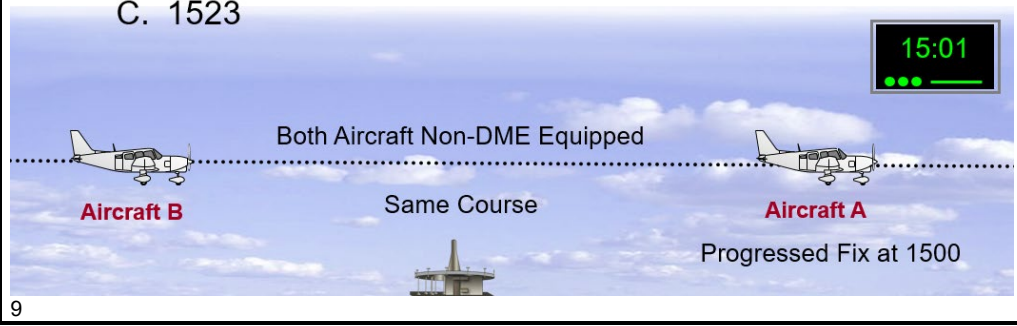 C. 1523
15:01
Both Aircraft Non-DME Equipped
Aircraft B
Same Course
Aircraft A
Progressed Fix at 1500
9